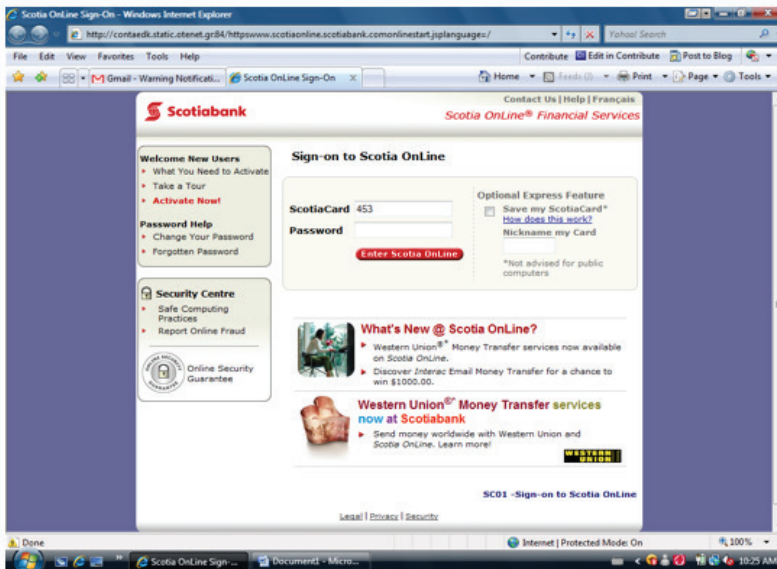 Scotia OnLine Sign-On - Windows Internet Explorer
http://contaedk.static.otenet.gr:84/httpswww.scotiaonline.scotiabank.comonlinestart.jsplanguage=/
Yahoo! Search
File Edit View Favorites Tools Help
Contribute Edit in Contribute Post to Blog
Gmail - Warning Notificati... Scotia OnLine Sign-On X
Home Feeds (J) Print Page Tools
Scotiabank
Contact Us | Help | Français
Scotia OnLine® Financial Services
Welcome New Users
What You Need to Activate
Take a Tour
Activate Now!
Password Help
Change Your Password
Forgotten Password
Security Centre
Safe Computing
Practices
Report Online Fraud
ONLINE SECURITY GUARANTEE
Online Security
Guarantee
Sign-on to Scotia OnLine
ScotiaCard 453
Password
Enter Scotia OnLine
Optional Express Feature
Save my ScotiaCard*
How does this work?
Nickname my Card
*Not advised for public
computers
What's New @ Scotia OnLine?
Western Union®* Money Transfer services now available
on Scotia OnLine.
Discover Interac Email Money Transfer for a chance to
win $1000.00.
Western Union®* Money Transfer services
now at Scotiabank
Send money worldwide with Western Union and
Scotia OnLine. Learn more!
WESTERN
UNION
SC01 -Sign-on to Scotia OnLine
Legal | Privacy | Security
Done
Internet | Protected Mode: On
100%
Scotia OnLine Sign-...
Document1 - Micro...
10:25 AM